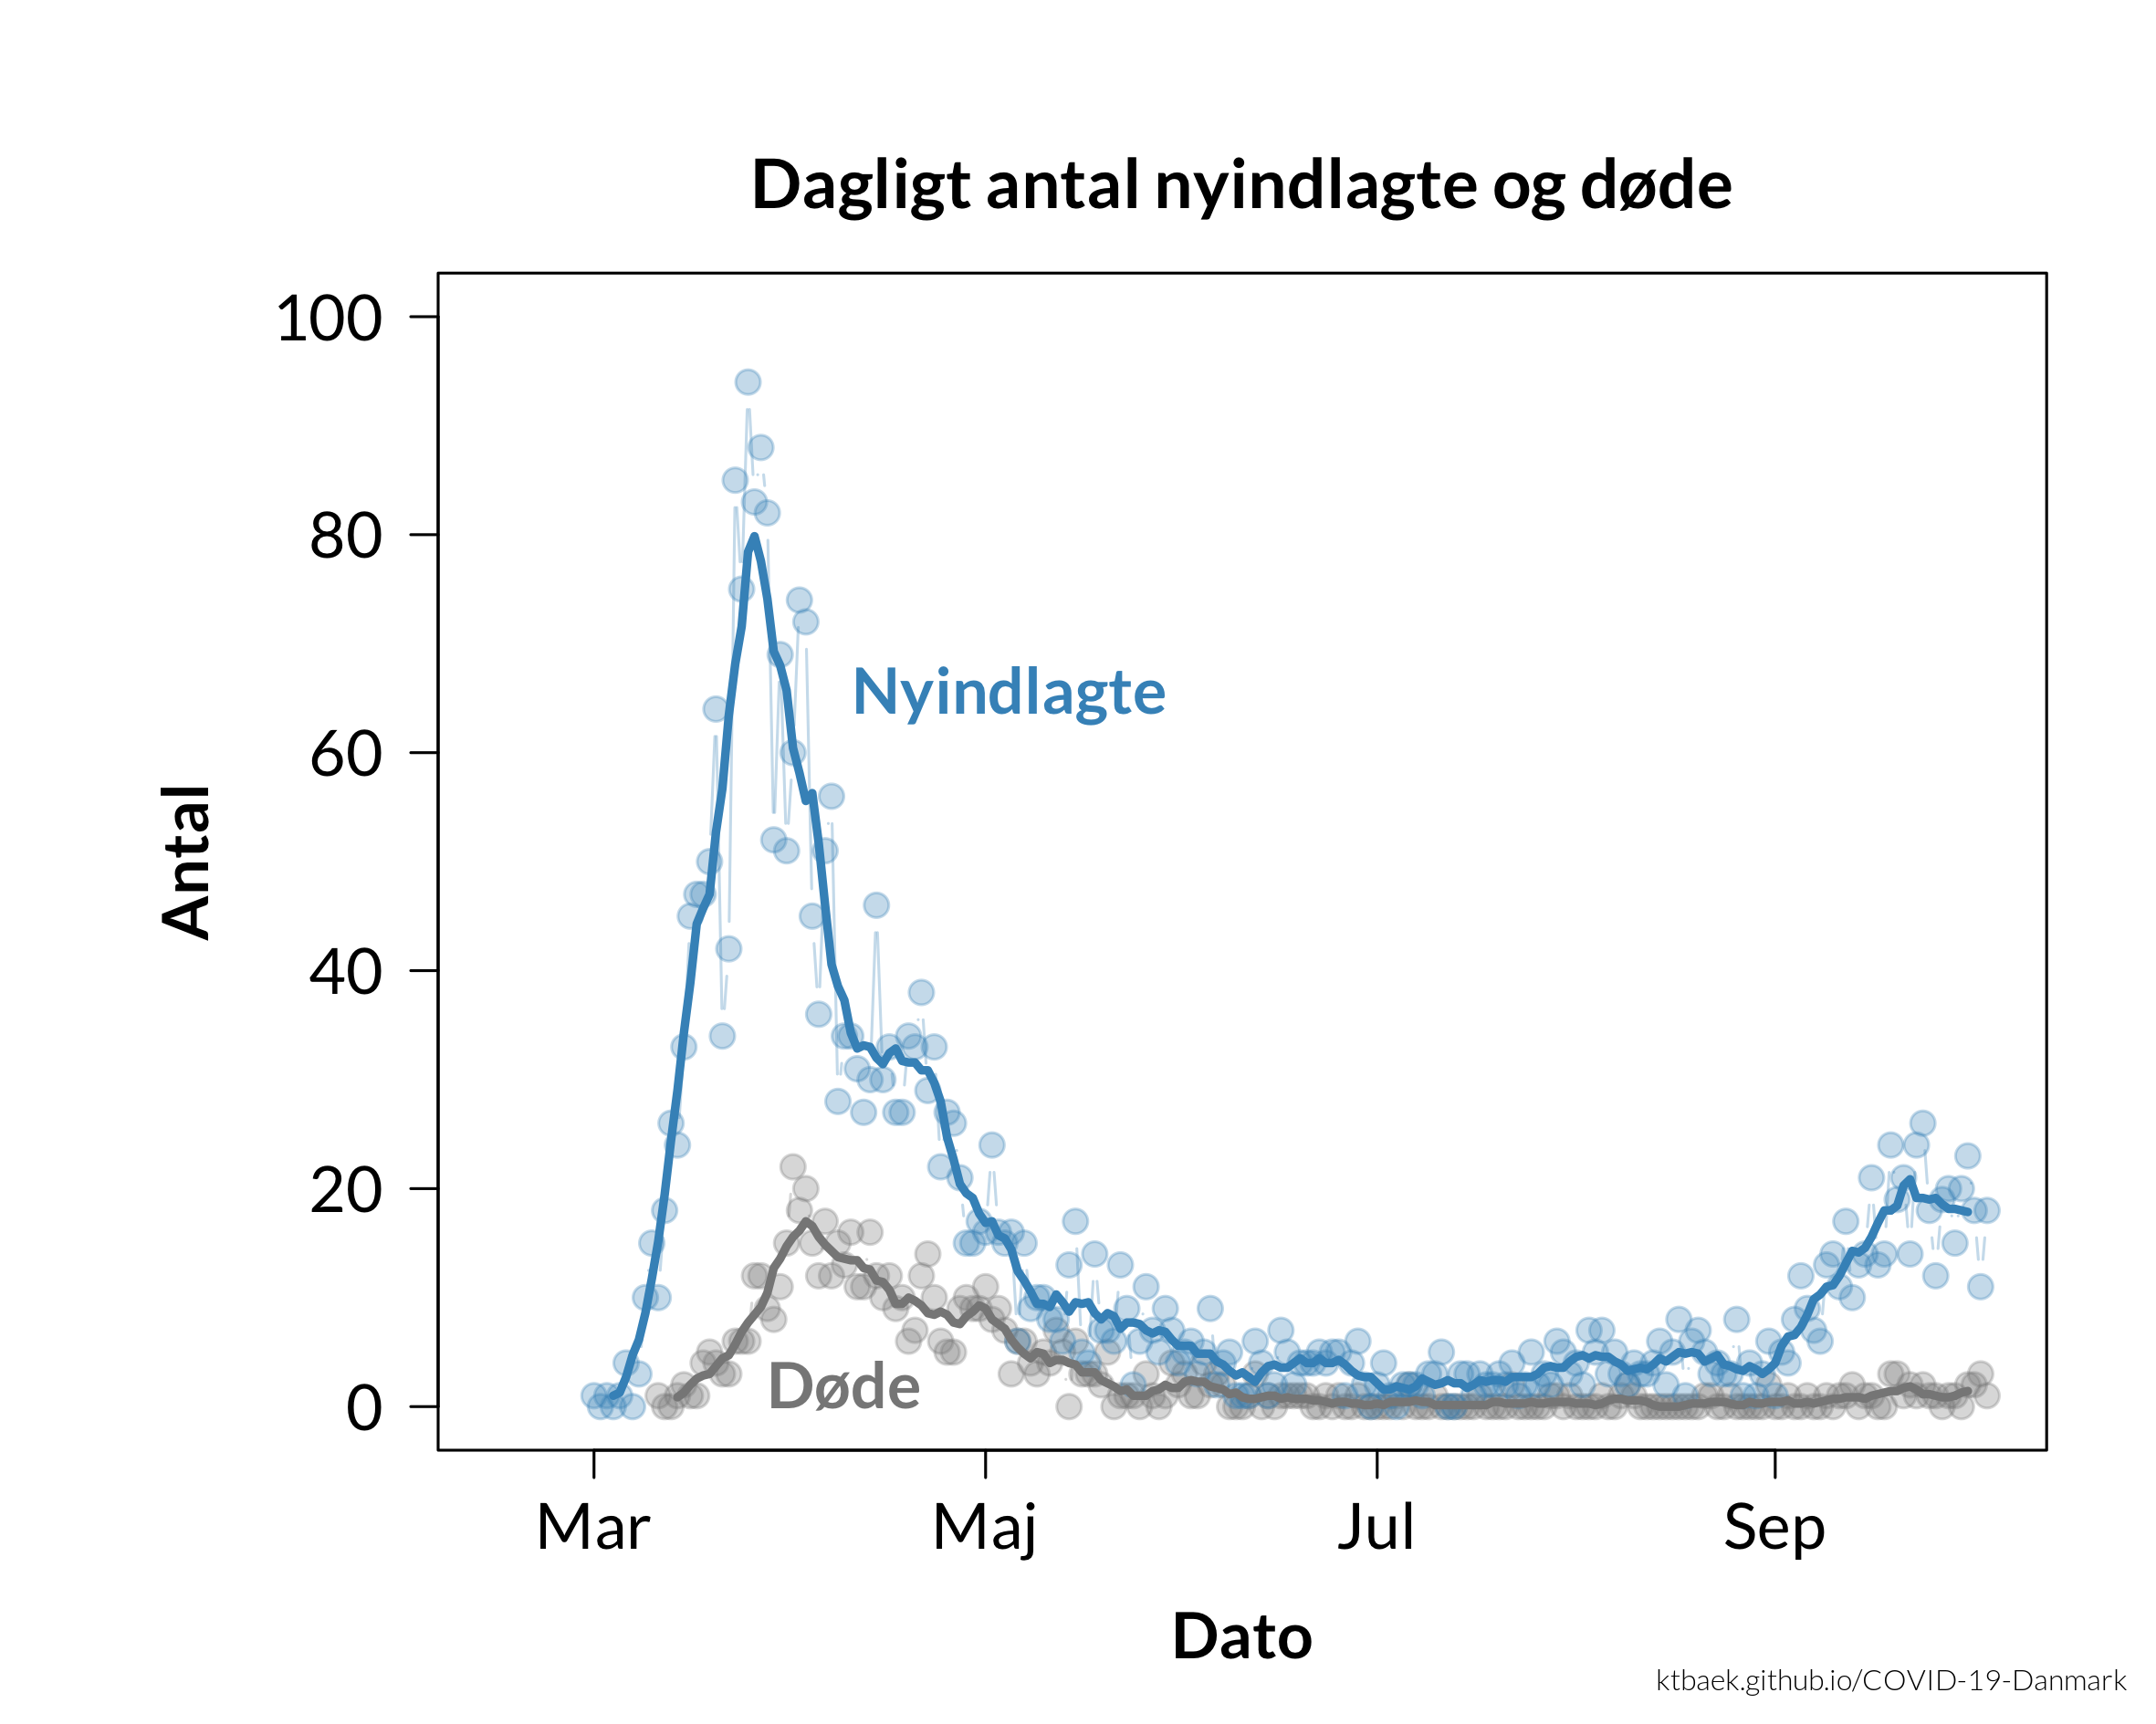 Dagligt antal nyindlagte og døde
100
80
60
40
20
0
Antal
Nyindlagte
Døde
Mar Maj Jul Sep
Dato
ktbaek.github.io/COVID-19-Danmark